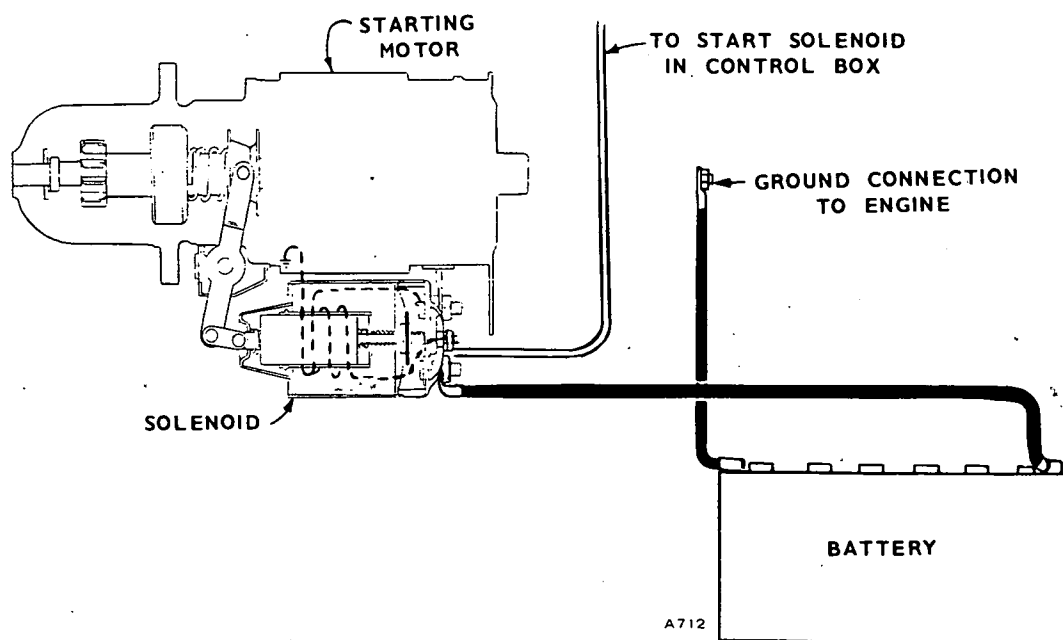 STARTING
MOTOR
TO START SOLENOID
IN CONTROL BOX
GROUND CONNECTION
TO ENGINE
SOLENOID
BATTERY
A712